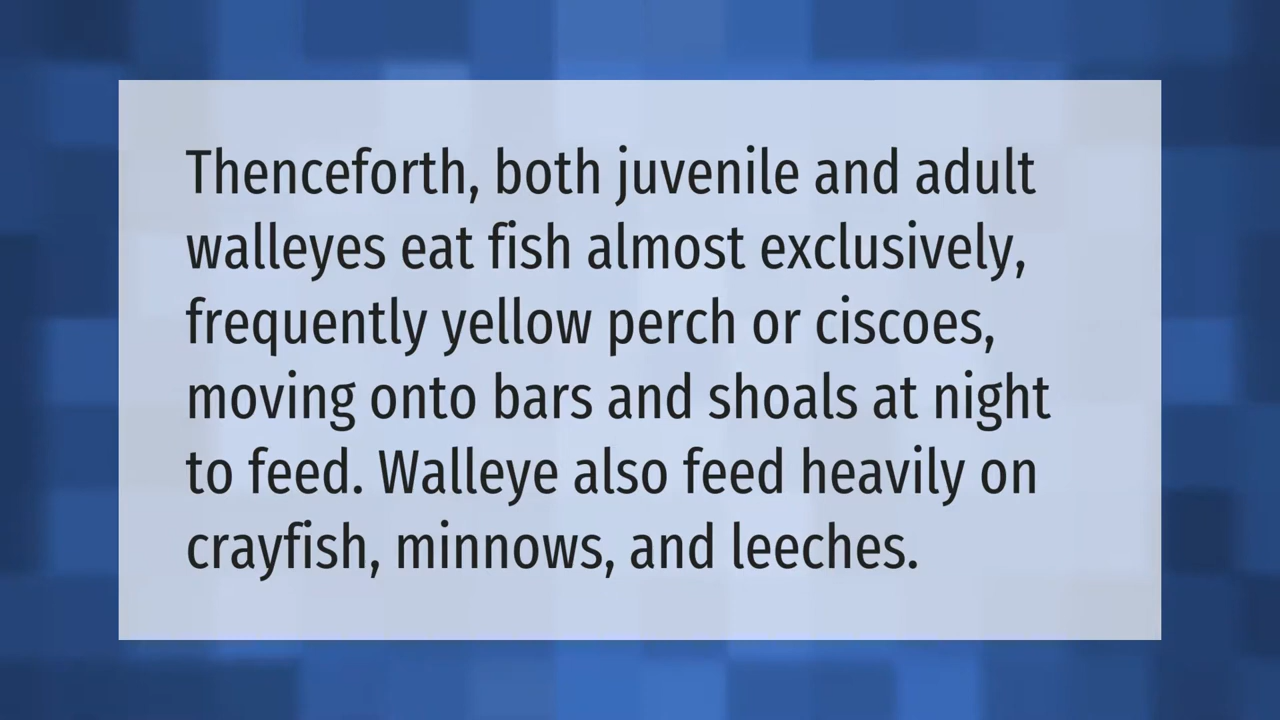 Thenceforth, both juvenile and adult
walleyes eat fish almost exclusively,
frequently yellow perch or ciscoes,
moving onto bars and shoals at night
to feed. Walleye also feed heavily on
crayfish, minnows, and leeches.